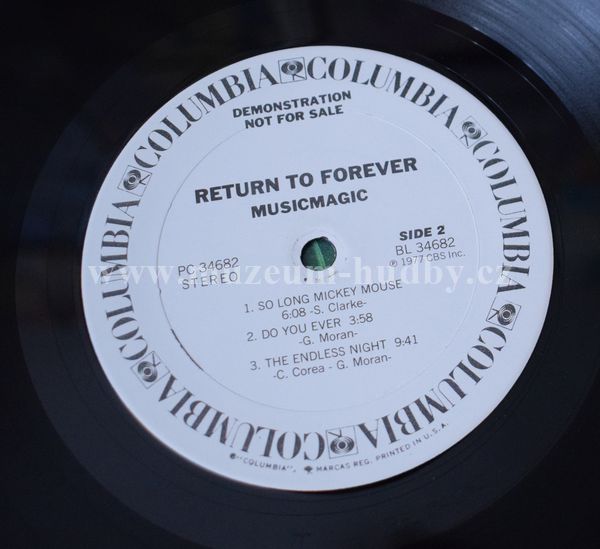 COLUMBIA COLUMBIA COLUMBIA COLUMBIA COLUMBIA COLUMBIA COLUMBIA COLUMBIA
DEMONSTRATION
NOT FOR SALE
RETURN TO FOREVER
MUSICMAGIC
PC 34682
STEREO
SIDE 2
BL 34682
℗ 1977 CBS Inc.
www.muzeum-hudby.cz
1. SO LONG MICKEY MOUSE
6:08 -S. Clarke-
2. DO YOU EVER 3:58
-G. Moran-
3. THE ENDLESS NIGHT 9:41
-C. Corea - G. Moran-
"COLUMBIA", MARCAS REG. PRINTED IN U.S.A.